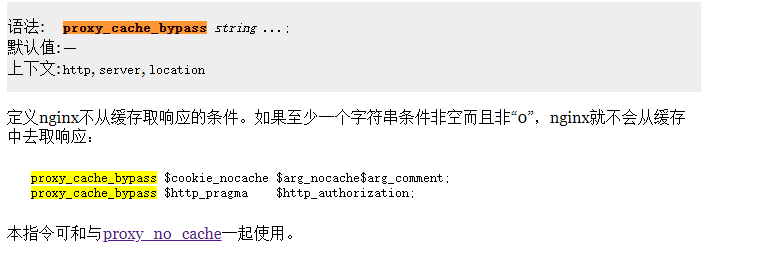 语法: proxy_cache_bypass string ...;
默认值:—
上下文:http, server, location
定义nginx不从缓存取响应的条件。如果至少一个字符串条件非空而且非“0”，nginx就不会从缓存
中去取响应：
proxy_cache_bypass $cookie_nocache $arg_nocache$arg_comment;
proxy_cache_bypass $http_pragma    $http_authorization;
本指令可和与proxy_no_cache一起使用。